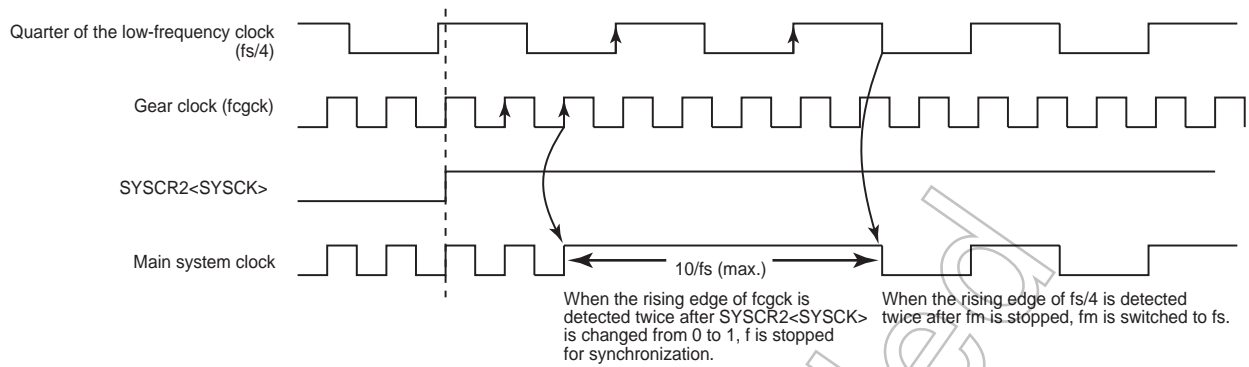 Quarter of the low-frequency clock
(fs/4)
Gear clock (fcgck)
SYSCR2<SYSCK>
Main system clock
10/fs (max.)
When the rising edge of fcgck is
detected twice after SYSCR2<SYSCK>
is changed from 0 to 1, f is stopped
for synchronization.
When the rising edge of fs/4 is detected
twice after fm is stopped, fm is switched to fs.